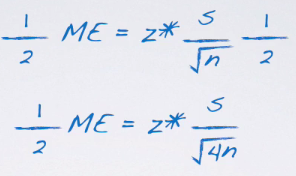 1/2 ME = z* s/√n 1/2
1/2 ME = z* s/√4n